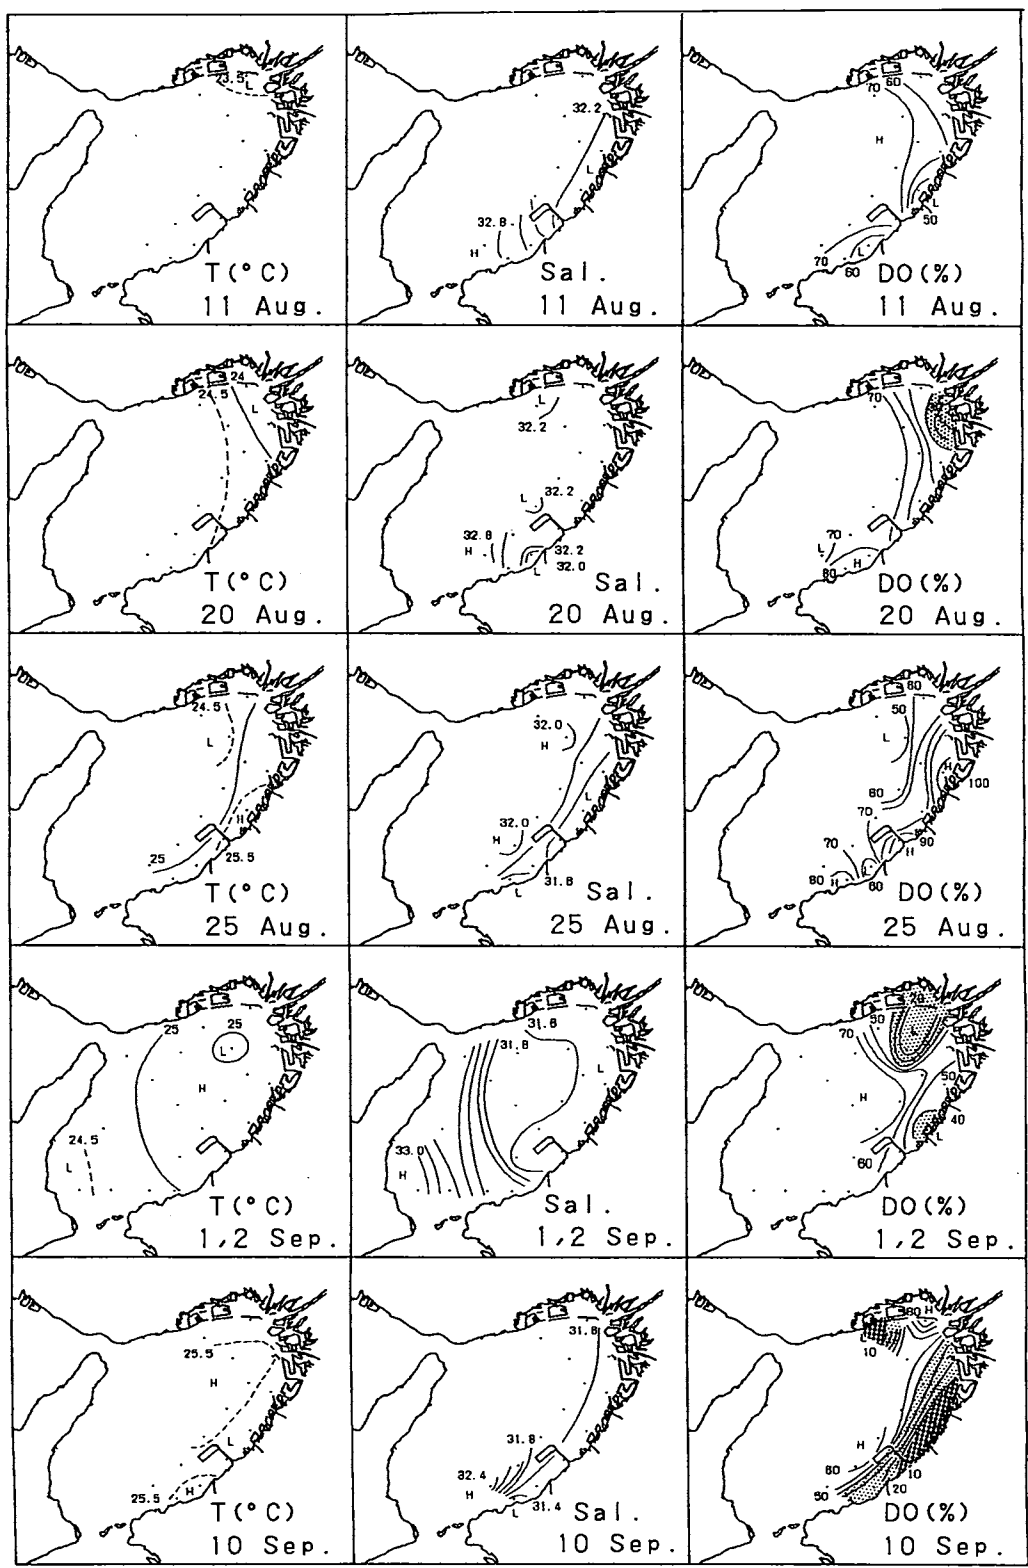 23.5
L
T(°C)
11 Aug.
32.2
L
32.8
H
Sal.
11 Aug.
70
60
H
L
50
L
70
60
DO(%)
11 Aug.
24
24.5
L
T(°C)
20 Aug.
L
32.2
L
32.2
32.8
H
32.2
L
32.0
Sal.
20 Aug.
70
70
L
80
H
DO(%)
20 Aug.
24.5
L
H
25
25.5
T(°C)
25 Aug.
32.0
H
L
32.0
H
31.8
L
Sal.
25 Aug.
60
50
L
H
100
60
70
70
90
H
L
80
H
60
DO(%)
25 Aug.
25
25
L
H
24.5
L
T(°C)
1,2 Sep.
31.6
31.8
L
33.0
H
Sal.
1,2 Sep.
20
50
70
L
50
H
40
L
60
DO(%)
1,2 Sep.
25.5
H
L
25.5
H
T(°C)
10 Sep.
31.8
31.8
32.4
H
31.4
L
Sal.
10 Sep.
80
H
L
10
H
60
10
50
20
DO(%)
10 Sep.